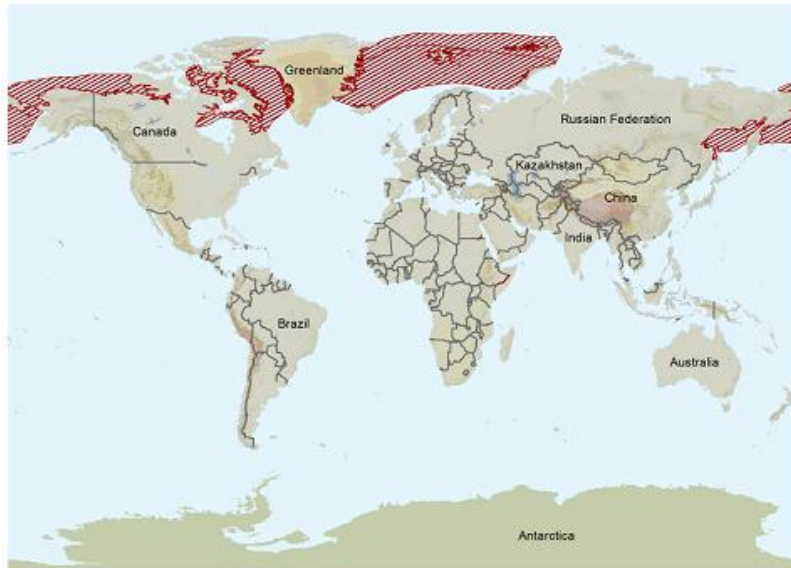 Greenland
Canada
Russian Federation
Kazakhstan
China
India
Brazil
Australia
Antarctica